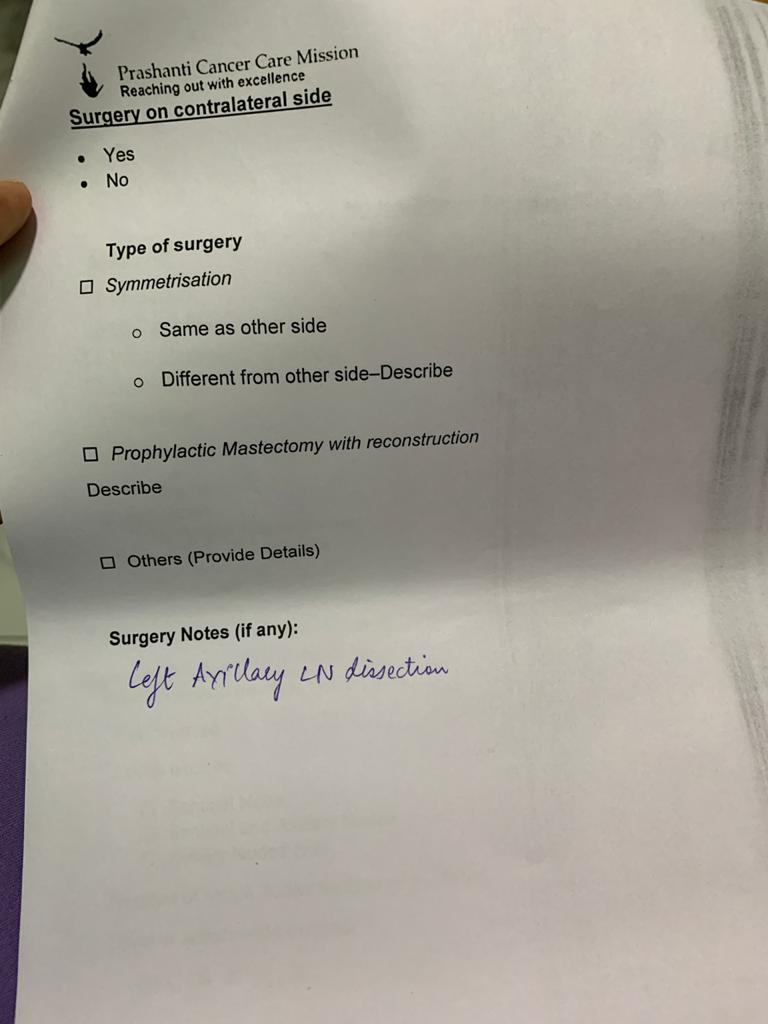 Prashanti Cancer Care Mission
Reaching out with excellence
Surgery on contralateral side
• Yes
• No
Type of surgery
☐ Symmetrisation
o Same as other side
o Different from other side–Describe
☐ Prophylactic Mastectomy with reconstruction
Describe
☐ Others (Provide Details)
Surgery Notes (if any):
Left Axillary LN dissection